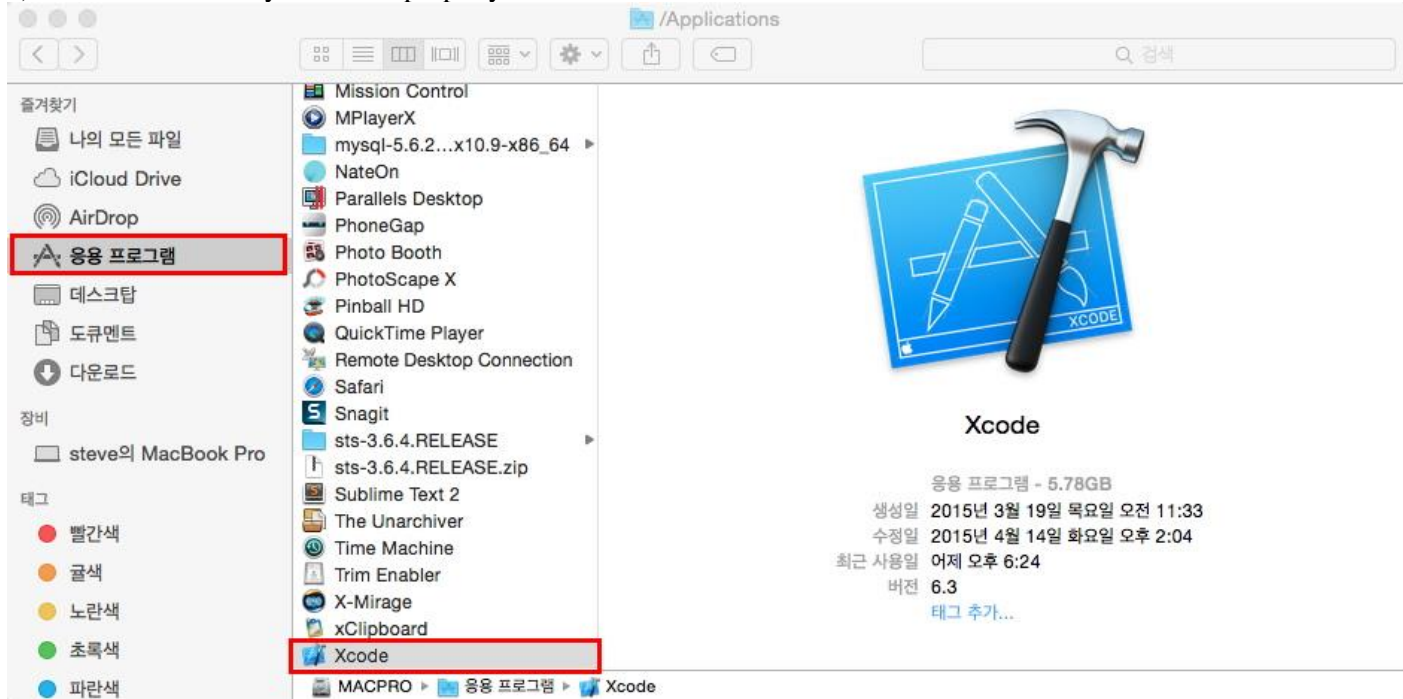 /Applications
검색
즐겨찾기
나의 모든 파일
iCloud Drive
AirDrop
응용 프로그램
데스크탑
도큐멘트
다운로드
장비
steve의 MacBook Pro
태그
빨간색
귤색
노란색
초록색
파란색
Mission Control
MPlayerX
mysql-5.6.2...x10.9-x86_64
NateOn
Parallels Desktop
PhoneGap
Photo Booth
PhotoScape X
Pinball HD
QuickTime Player
Remote Desktop Connection
Safari
Snagit
sts-3.6.4.RELEASE
sts-3.6.4.RELEASE.zip
Sublime Text 2
The Unarchiver
Time Machine
Trim Enabler
X-Mirage
xClipboard
Xcode
XCODE
Xcode
응용 프로그램 - 5.78GB
생성일 2015년 3월 19일 목요일 오전 11:33
수정일 2015년 4월 14일 화요일 오후 2:04
최근 사용일 어제 오후 6:24
버전 6.3
태그 추가...
MACPRO ▸ 응용 프로그램 ▸ Xcode